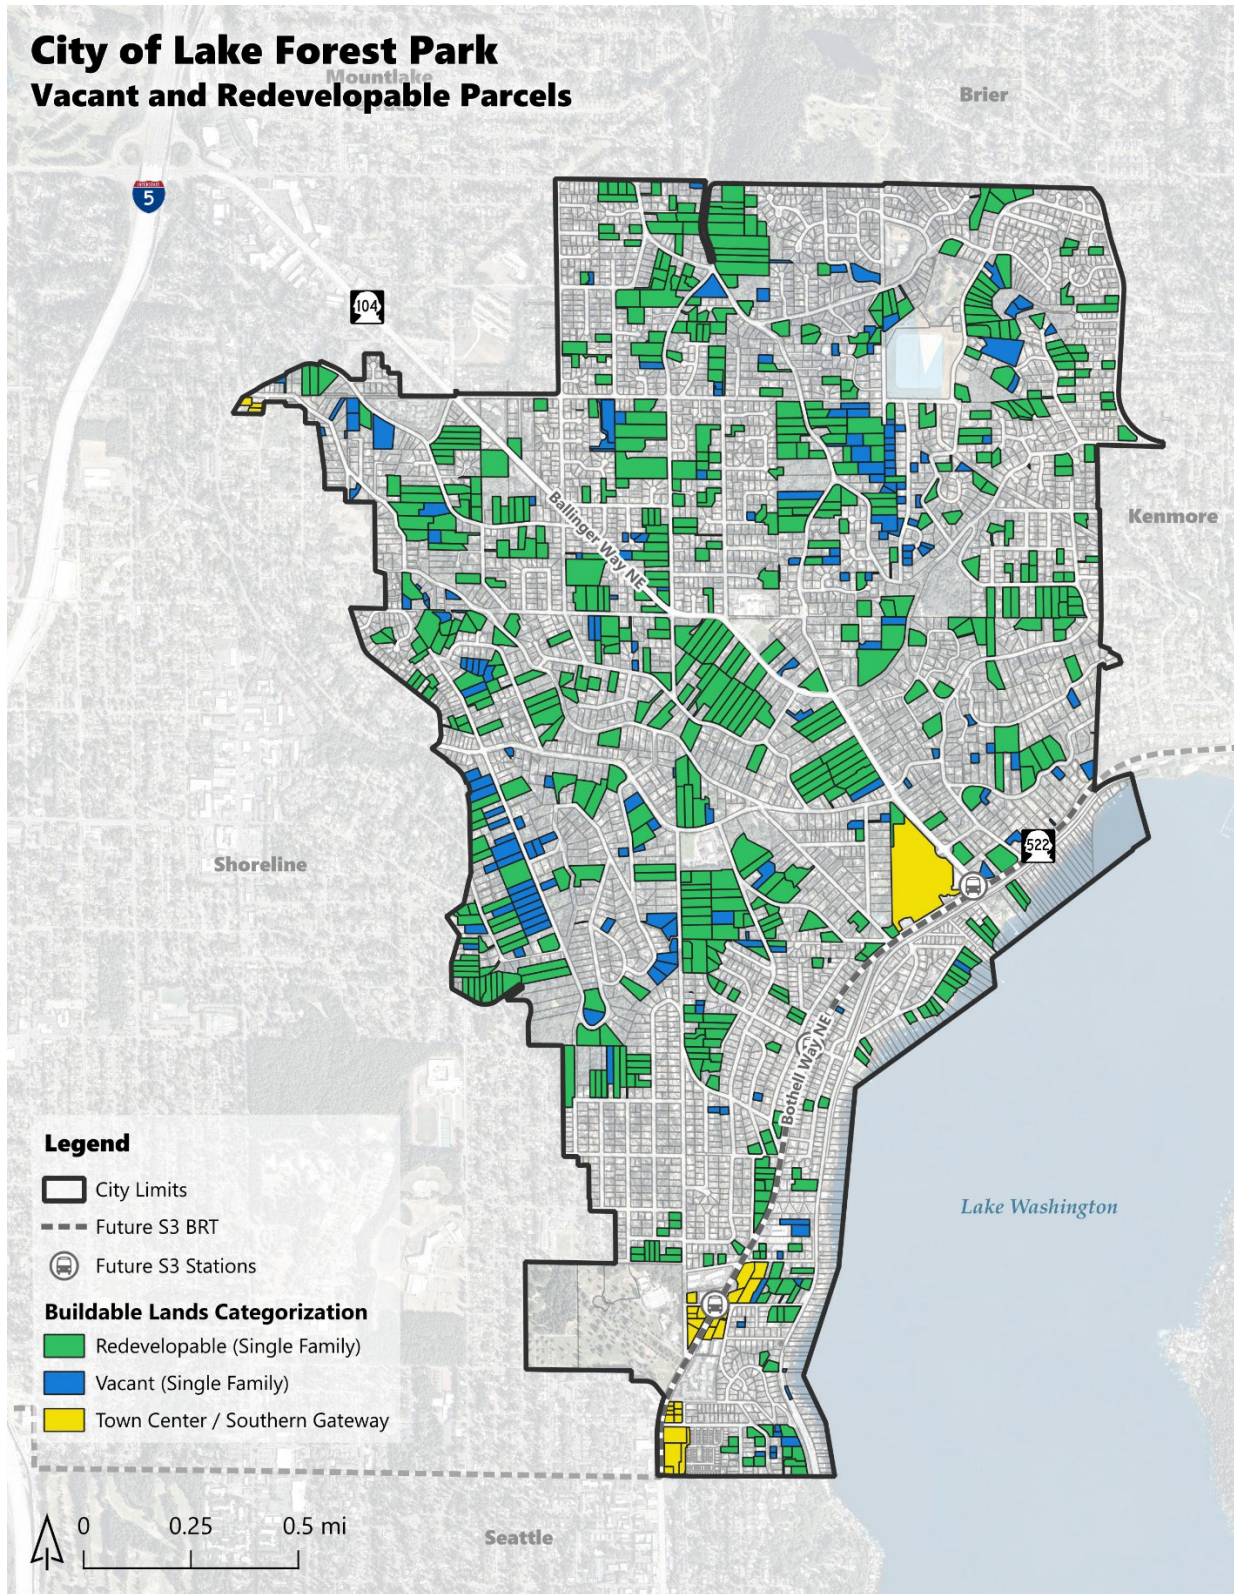 City of Lake Forest Park
Vacant and Redevelopable Parcels
Mountlake
Terrace
Brier
INTERSTATE
5
104
Ballinger Way NE
Kenmore
Shoreline
522
Bothell Way NE
Lake Washington
Legend
City Limits
Future S3 BRT
Future S3 Stations
Buildable Lands Categorization
Redevelopable (Single Family)
Vacant (Single Family)
Town Center / Southern Gateway
0 0.25 0.5 mi
Seattle